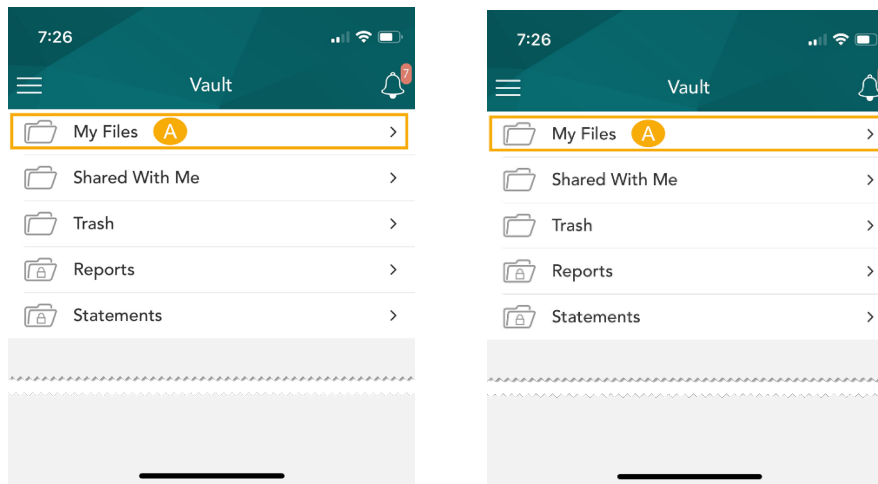 7:26
Vault
7
My Files A
Shared With Me
Trash
Reports
Statements
7:26
Vault
My Files A
Shared With Me
Trash
Reports
Statements